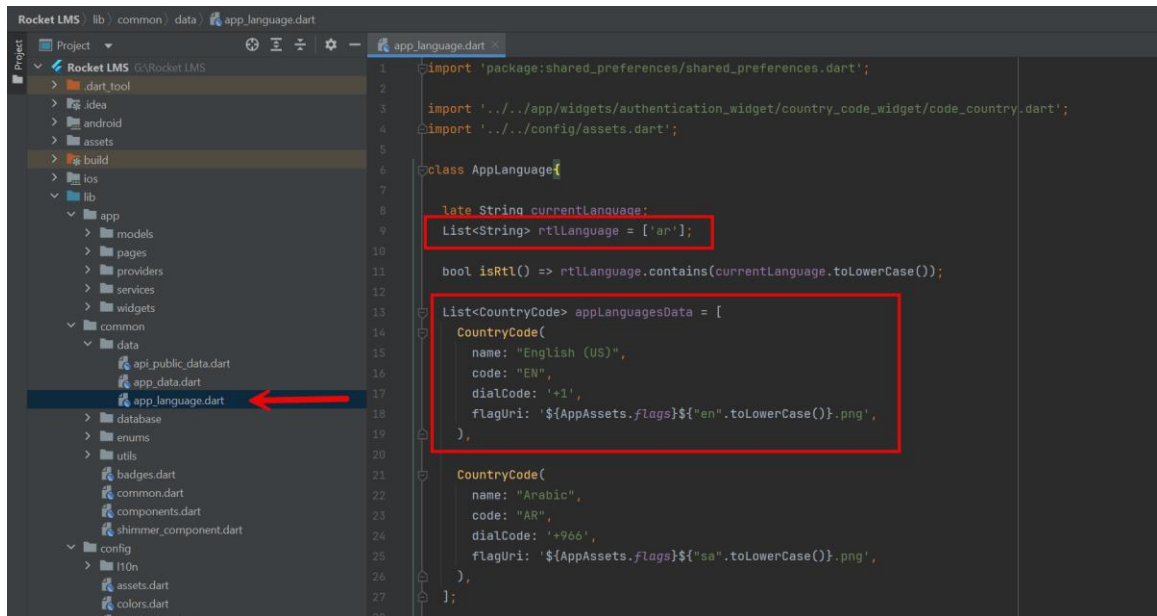 Rocket LMS lib common data app_language.dart
Project
Project
Rocket LMS G:\Rocket LMS
.dart_tool
.idea
android
assets
build
ios
lib
app
models
pages
providers
services
widgets
common
data
api_public_data.dart
app_data.dart
app_language.dart
database
enums
utils
badges.dart
common.dart
components.dart
shimmer_component.dart
config
l10n
assets.dart
colors.dart
app_language.dart
1 import 'package:shared_preferences/shared_preferences.dart';
2
3 import '../../app/widgets/authentication_widget/country_code_widget/code_country.dart';
4 import '../../config/assets.dart';
5
6 class AppLanguage{
7
8 late String currentLanguage;
9 List<String> rtlLanguage = ['ar'];
10
11 bool isRtl() => rtlLanguage.contains(currentLanguage.toLowerCase());
12
13 List<CountryCode> appLanguagesData = [
14 CountryCode(
15 name: "English (US)",
16 code: "EN",
17 dialCode: '+1',
18 flagUri: '${AppAssets.flags}${"en".toLowerCase()}.png',
19 ),
20
21 CountryCode(
22 name: "Arabic",
23 code: "AR",
24 dialCode: '+966',
25 flagUri: '${AppAssets.flags}${"sa".toLowerCase()}.png',
26 ),
27 ];